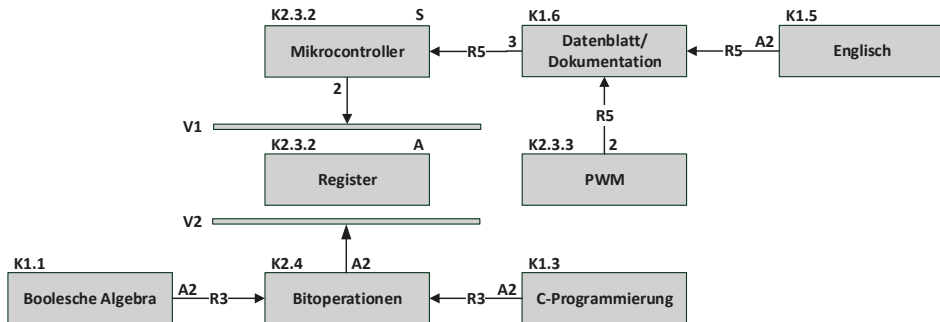 K2.3.2 S K1.6 K1.5
Mikrocontroller R5 3 Datenblatt/ R5 A2 Englisch
Dokumentation
2
R5
V1
K2.3.2 A K2.3.3 2
Register PWM
V2
K1.1 K2.4 A2 K1.3
Boolesche Algebra A2 R3 Bitoperationen R3 A2 C-Programmierung